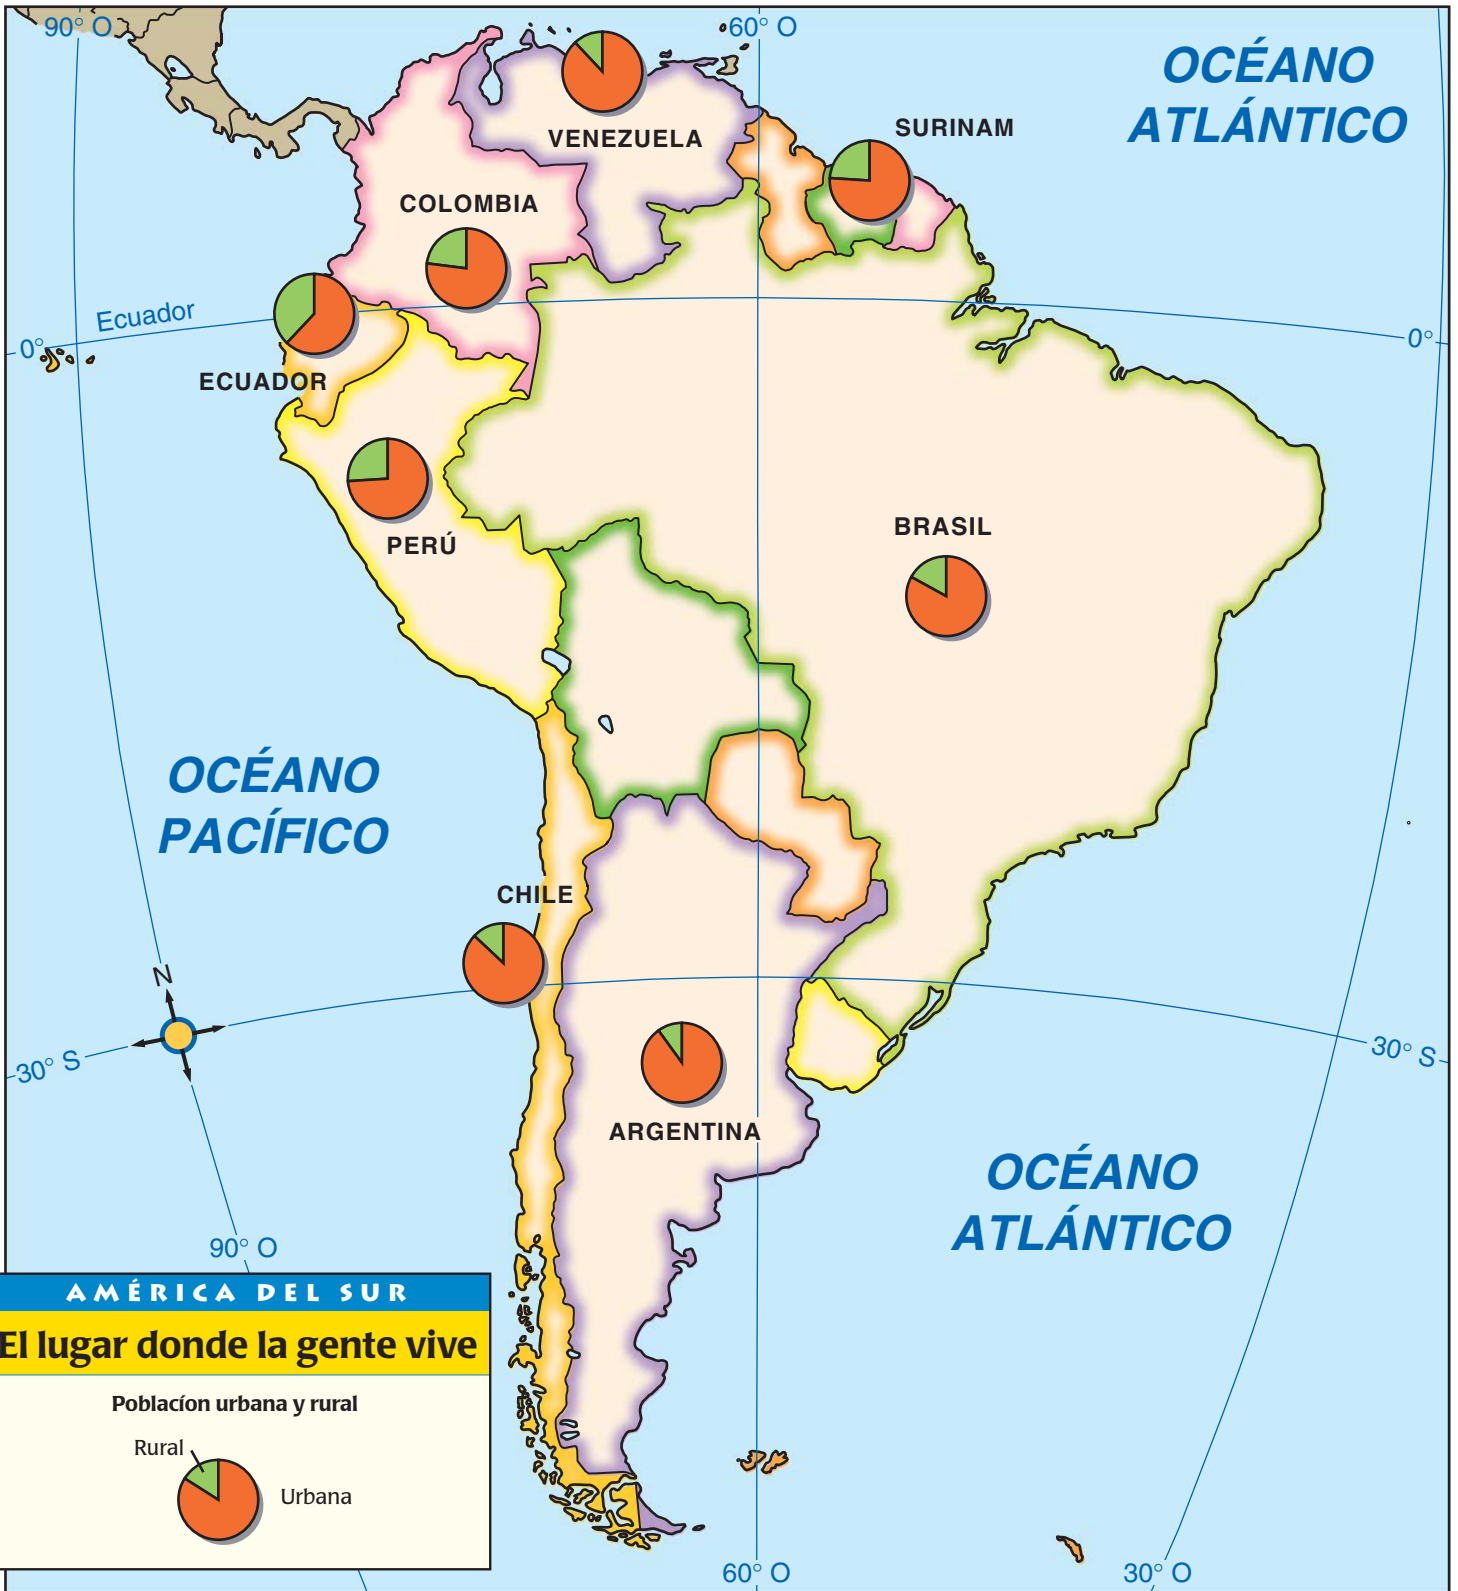 90° O
60° O
OCÉANO
ATLÁNTICO
SURINAM
VENEZUELA
COLOMBIA
Ecuador
0°
0°
ECUADOR
PERÚ
BRASIL
OCÉANO
PACÍFICO
CHILE
N
30° S
30° S
ARGENTINA
OCÉANO
ATLÁNTICO
90° O
AMÉRICA DEL SUR
El lugar donde la gente vive
Poblacíon urbana y rural
Rural
Urbana
60° O
30° O